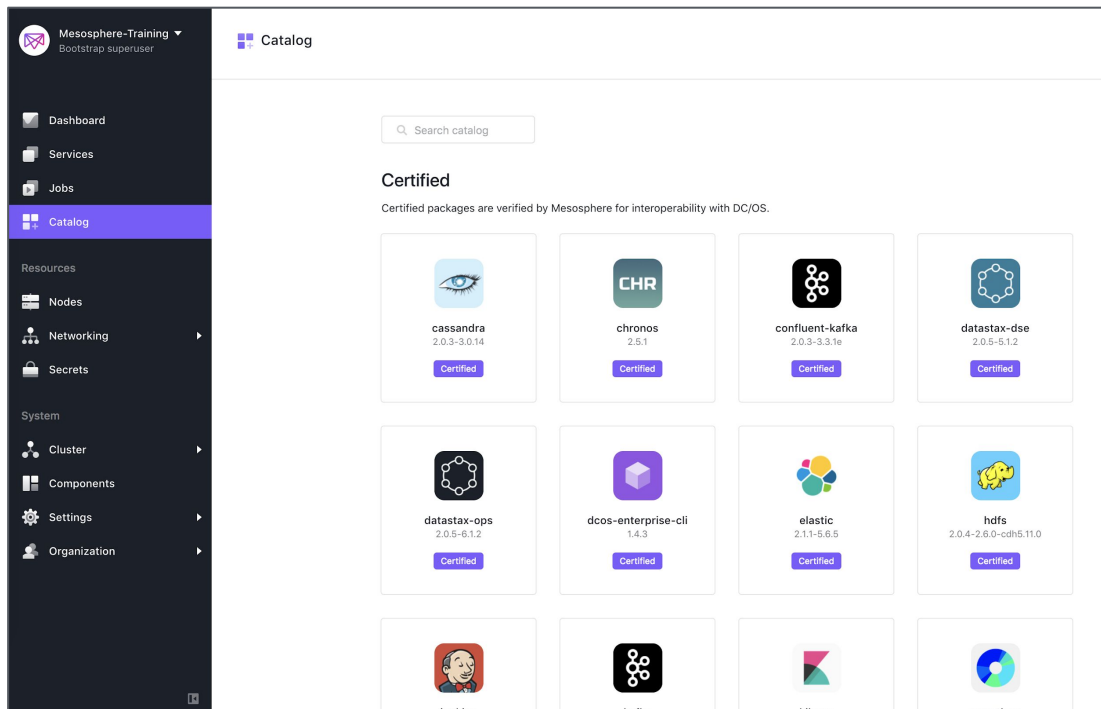 Mesosphere-Training
Bootstrap superuser
Dashboard
Services
Jobs
Catalog
Resources
Nodes
Networking
Secrets
System
Cluster
Components
Settings
Organization
Catalog
Search catalog
Certified
Certified packages are verified by Mesosphere for interoperability with DC/OS.
cassandra
2.0.3-3.0.14
Certified
CHR
chronos
2.5.1
Certified
confluent-kafka
2.0.3-3.3.1e
Certified
datastax-dse
2.0.5-5.1.2
Certified
datastax-ops
2.0.5-6.1.2
Certified
dcos-enterprise-cli
1.4.3
Certified
elastic
2.1.1-5.6.5
Certified
hdfs
2.0.4-2.6.0-cdh5.11.0
Certified